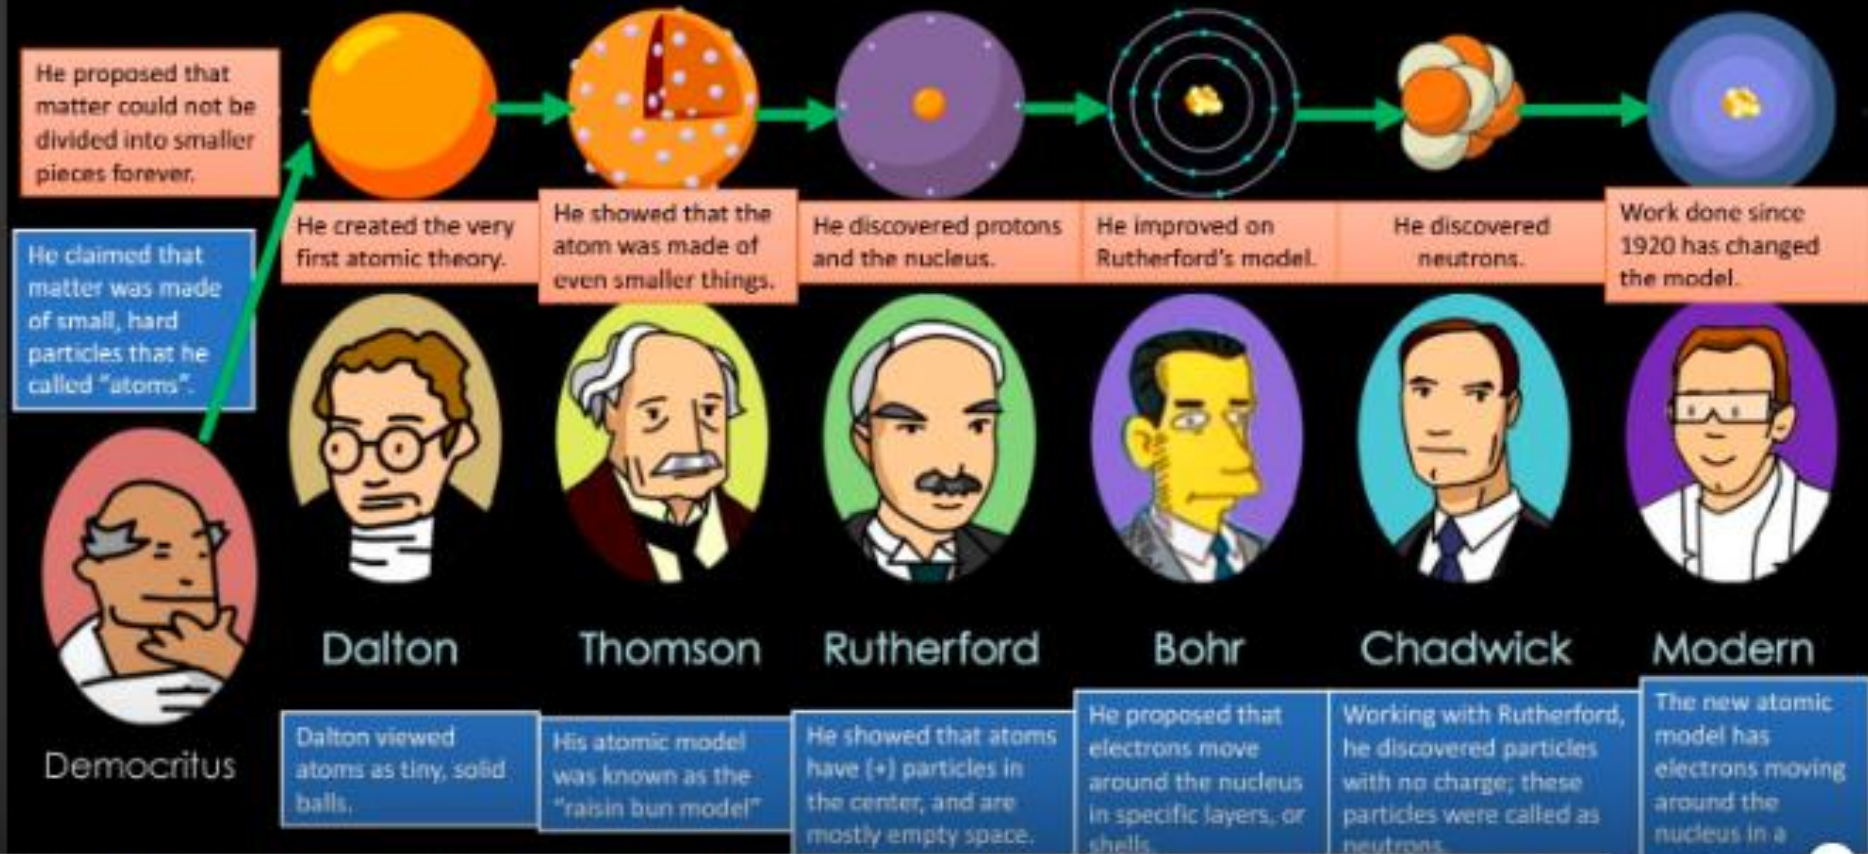 He proposed that
matter could not be
divided into smaller
pieces forever.
He claimed that
matter was made
of small, hard
particles that he
called "atoms".
Democritus
He created the very
first atomic theory.
Dalton
Dalton viewed
atoms as tiny, solid
balls.
He showed that the
atom was made of
even smaller things.
Thomson
His atomic model
was known as the
"raisin bun model"
He discovered protons
and the nucleus.
Rutherford
He showed that atoms
have (+) particles in
the center, and are
mostly empty space.
He improved on
Rutherford's model.
Bohr
He proposed that
electrons move
around the nucleus
in specific layers, or
shells.
He discovered
neutrons.
Chadwick
Working with Rutherford,
he discovered particles
with no charge; these
particles were called as
neutrons.
Work done since
1920 has changed
the model.
Modern
The new atomic
model has
electrons moving
around the
nucleus in a